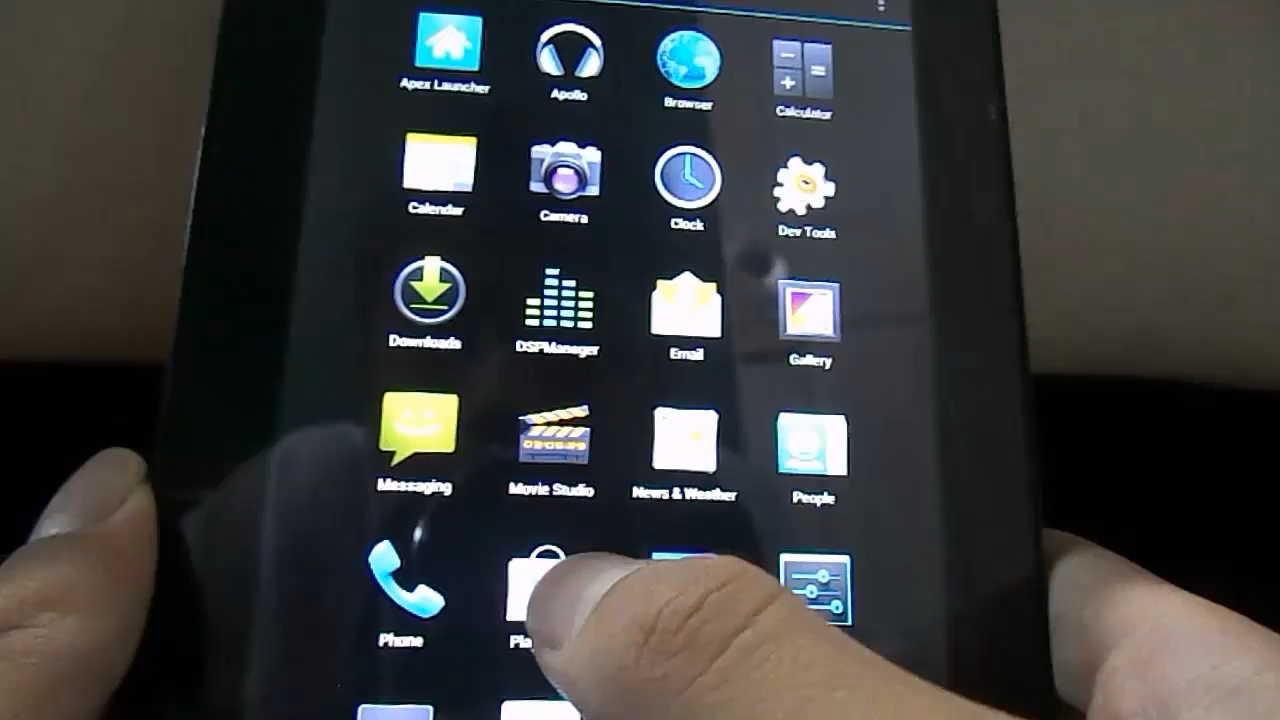 Apex Launcher
Apollo
Browser
Calculator
Calendar
Camera
Clock
Dev Tools
Downloads
DSPManager
Email
Gallery
Messaging
Movie Studio
News & Weather
People
Phone